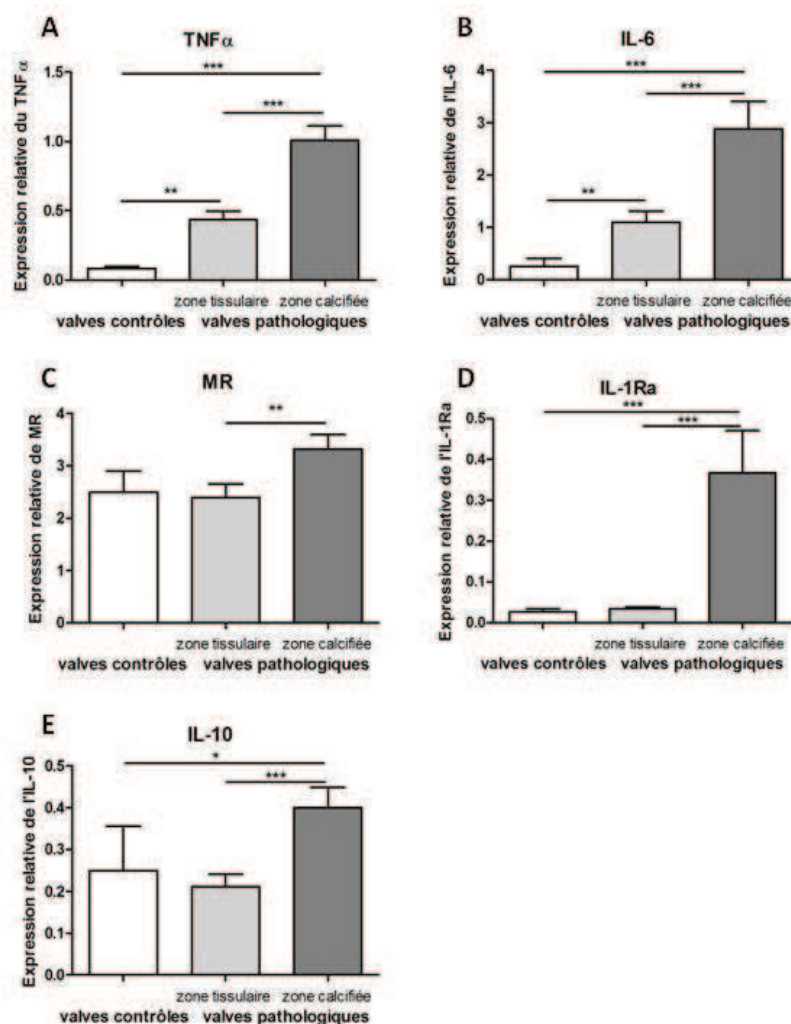 A
TNFα
Expression relative du TNFα
1.5
1.0
0.5
0.0
***
***
**
zone tissulaire zone calcifiée
valves contrôles valves pathologiques
B
IL-6
Expression relative de l'IL-6
4
3
2
1
0
***
***
**
zone tissulaire zone calcifiée
valves contrôles valves pathologiques
C
MR
Expression relative de MR
4
3
2
2
0
**
zone tissulaire zone calcifiée
valves contrôles valves pathologiques
D
IL-1Ra
Expression relative de l'IL-1Ra
0.5
0.4
0.3
0.1
0.0
***
***
zone tissulaire zone calcifiée
valves contrôles valves pathologiques
E
IL-10
Expression relative de l'IL-10
0.5
0.4
0.3
0.2
0.1
0.0
*
***
zone tissulaire zone calcifiée
valves contrôles valves pathologiques